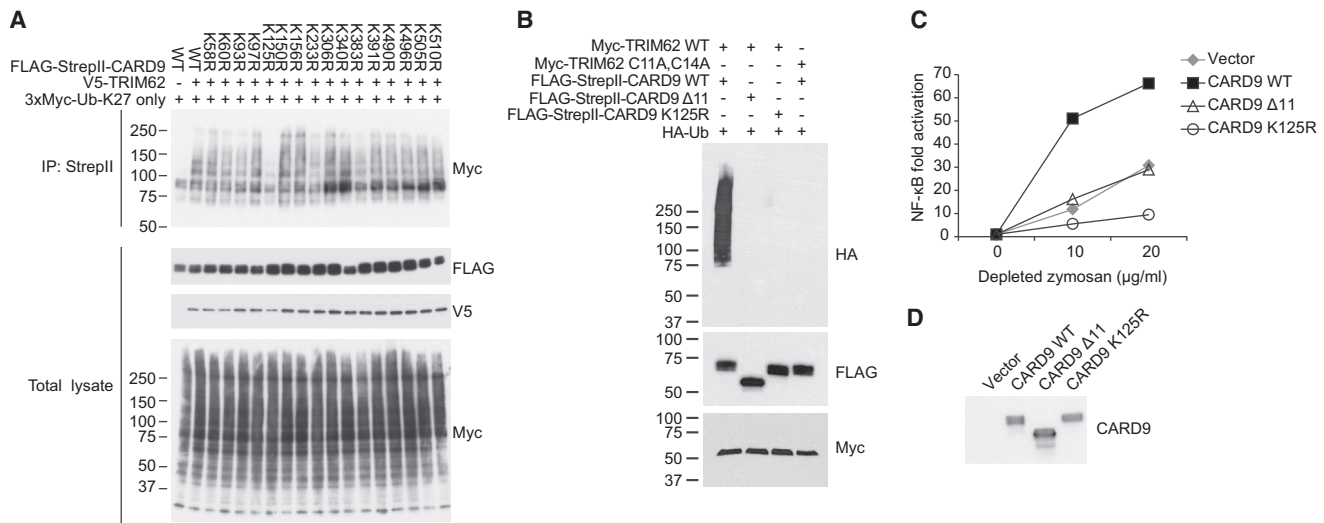 A
WT
WT
K58R
K60R
K93R
K97R
K125R
K150R
K156R
K233R
K306R
K340R
K383R
K391R
K490R
K496R
K505R
K510R
FLAG-StrepII-CARD9
V5-TRIM62 - + + + + + + + + + + + + + + + + +
3xMyc-Ub-K27 only + + + + + + + + + + + + + + + + + +
IP: StrepII
250
150
100
75
50
Myc
FLAG
V5
Total lysate
250
150
100
75
50
37
Myc
B
Myc-TRIM62 WT + + + -
Myc-TRIM62 C11A,C14A - - - +
FLAG-StrepII-CARD9 WT + - - +
FLAG-StrepII-CARD9 Δ11 - + - -
FLAG-StrepII-CARD9 K125R - - + -
HA-Ub + + + +
250
150
100
75
50
37
HA
100
75
50
FLAG
100
75
50
37
Myc
C
NF-κB fold activation
70
60
50
40
30
20
10
0
0 10 20
Depleted zymosan (µg/ml)
Vector
CARD9 WT
CARD9 Δ11
CARD9 K125R
D
Vector
CARD9 WT
CARD9 Δ11
CARD9 K125R
CARD9